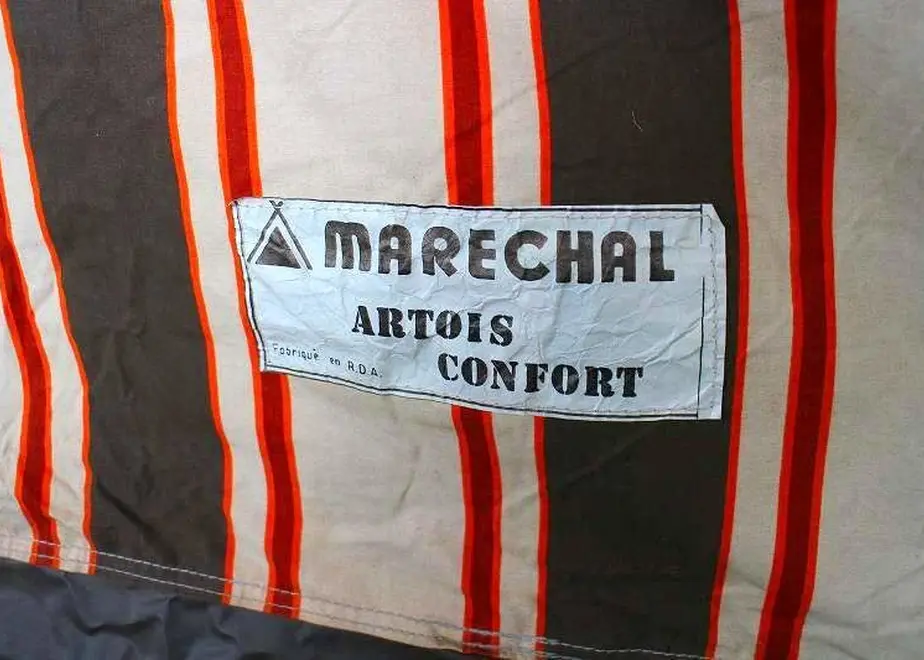 MARECHAL
ARTOIS
CONFORT
Fabriqué en R.D.A.